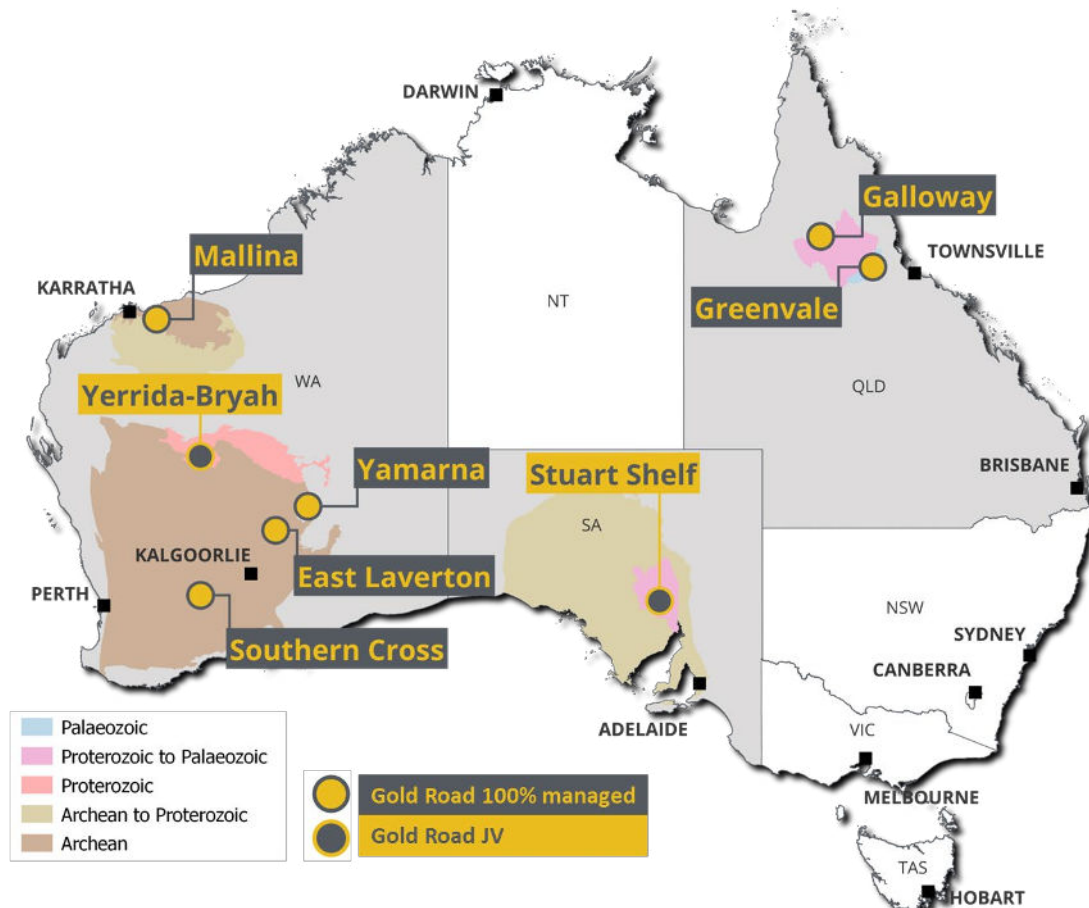 DARWIN
Galloway
Mallina
TOWNSVILLE
KARRATHA
NT
Greenvale
WA
QLD
Yerrida-Bryah
Yamarna
Stuart Shelf
BRISBANE
SA
KALGOORLIE
East Laverton
PERTH
NSW
Southern Cross
SYDNEY
CANBERRA
ADELAIDE
VIC
MELBOURNE
TAS
HOBART
Palaeozoic
Proterozoic to Palaeozoic
Proterozoic
Archean to Proterozoic
Archean
Gold Road 100% managed
Gold Road JV